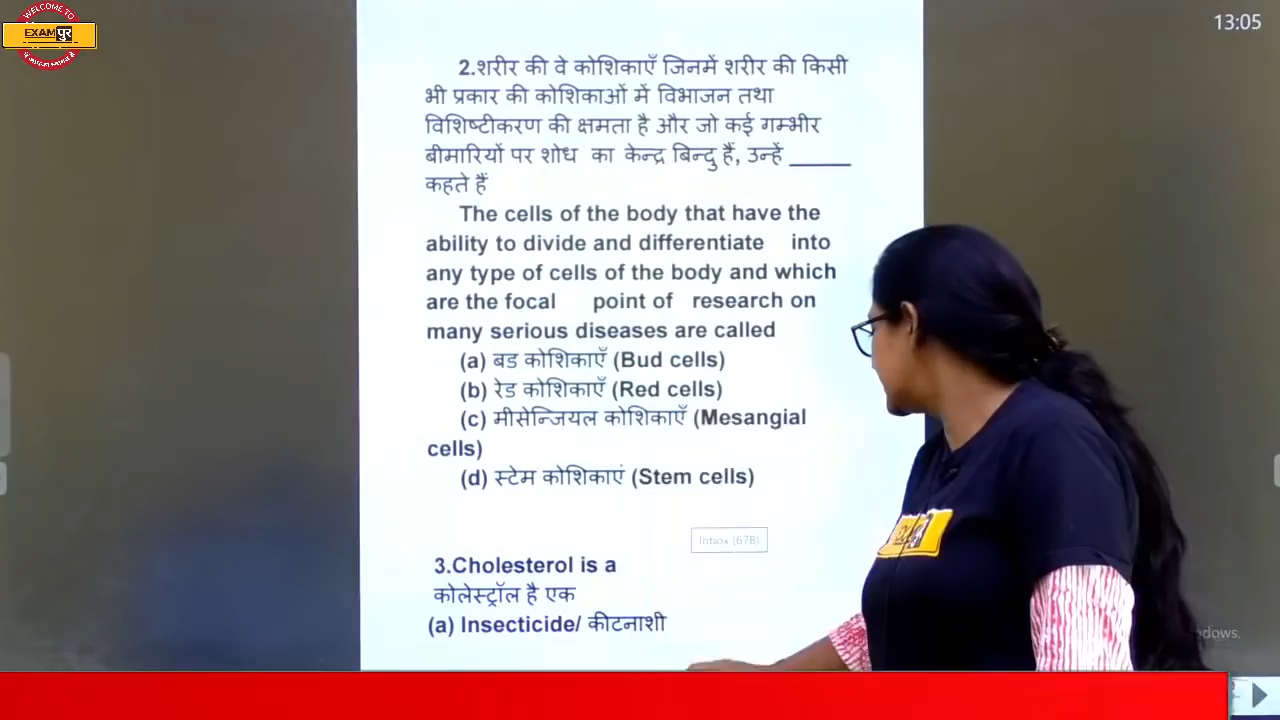 WELCOME TO
EXAMपुर
13:05
2.शरीर की वे कोशिकाएँ जिनमें शरीर की किसी
भी प्रकार की कोशिकाओं में विभाजन तथा
विशिष्टीकरण की क्षमता है और जो कई गम्भीर
बीमारियों पर शोध का केन्द्र बिन्दु हैं, उन्हें ______
कहते हैं
The cells of the body that have the
ability to divide and differentiate into
any type of cells of the body and which
are the focal point of research on
many serious diseases are called
(a) बड कोशिकाएँ (Bud cells)
(b) रेड कोशिकाएँ (Red cells)
(c) मीसेन्जियल कोशिकाएँ (Mesangial
cells)
(d) स्टेम कोशिकाएं (Stem cells)
Inbox (678)
3.Cholesterol is a
कोलेस्ट्रॉल है एक
(a) Insecticide/ कीटनाशी